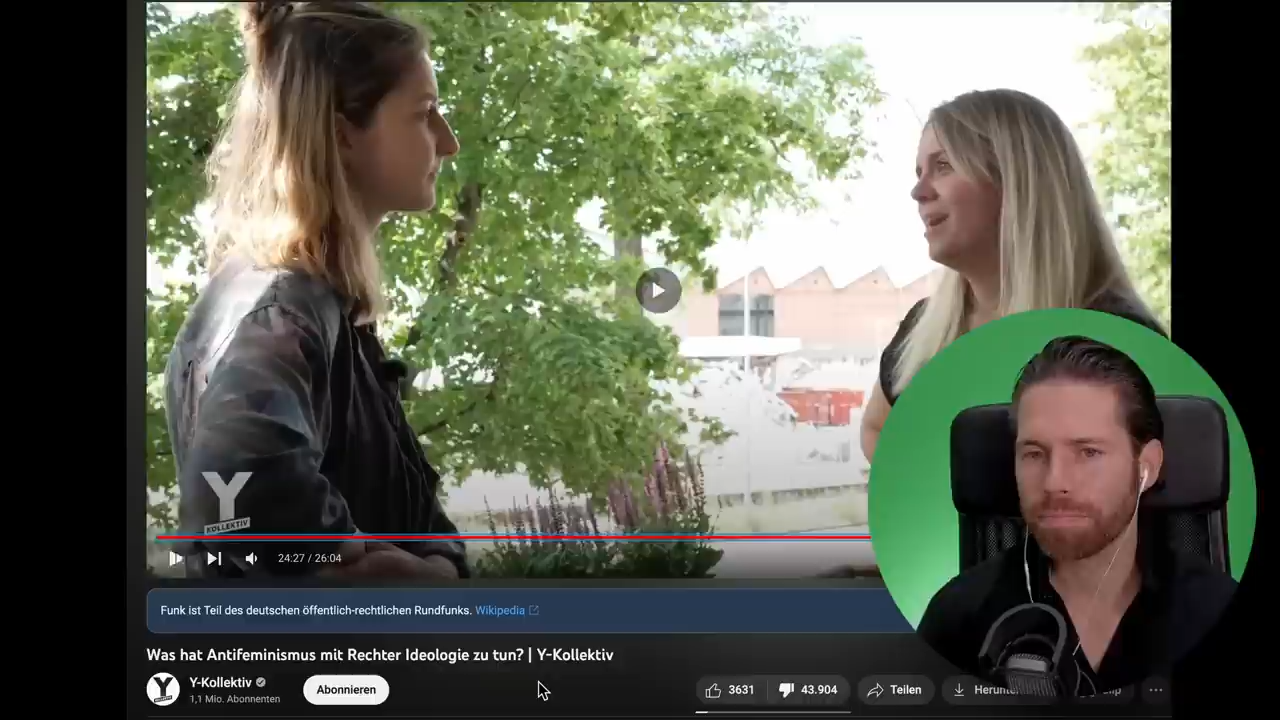 Y
KOLLEKTIV
24:27 / 26:04
Funk ist Teil des deutschen öffentlich-rechtlichen Rundfunks. Wikipedia
Was hat Antifeminismus mit Rechter Ideologie zu tun? | Y-Kollektiv
Y-Kollektiv
1,1 Mio. Abonnenten
Abonnieren
3631
43.904
Teilen